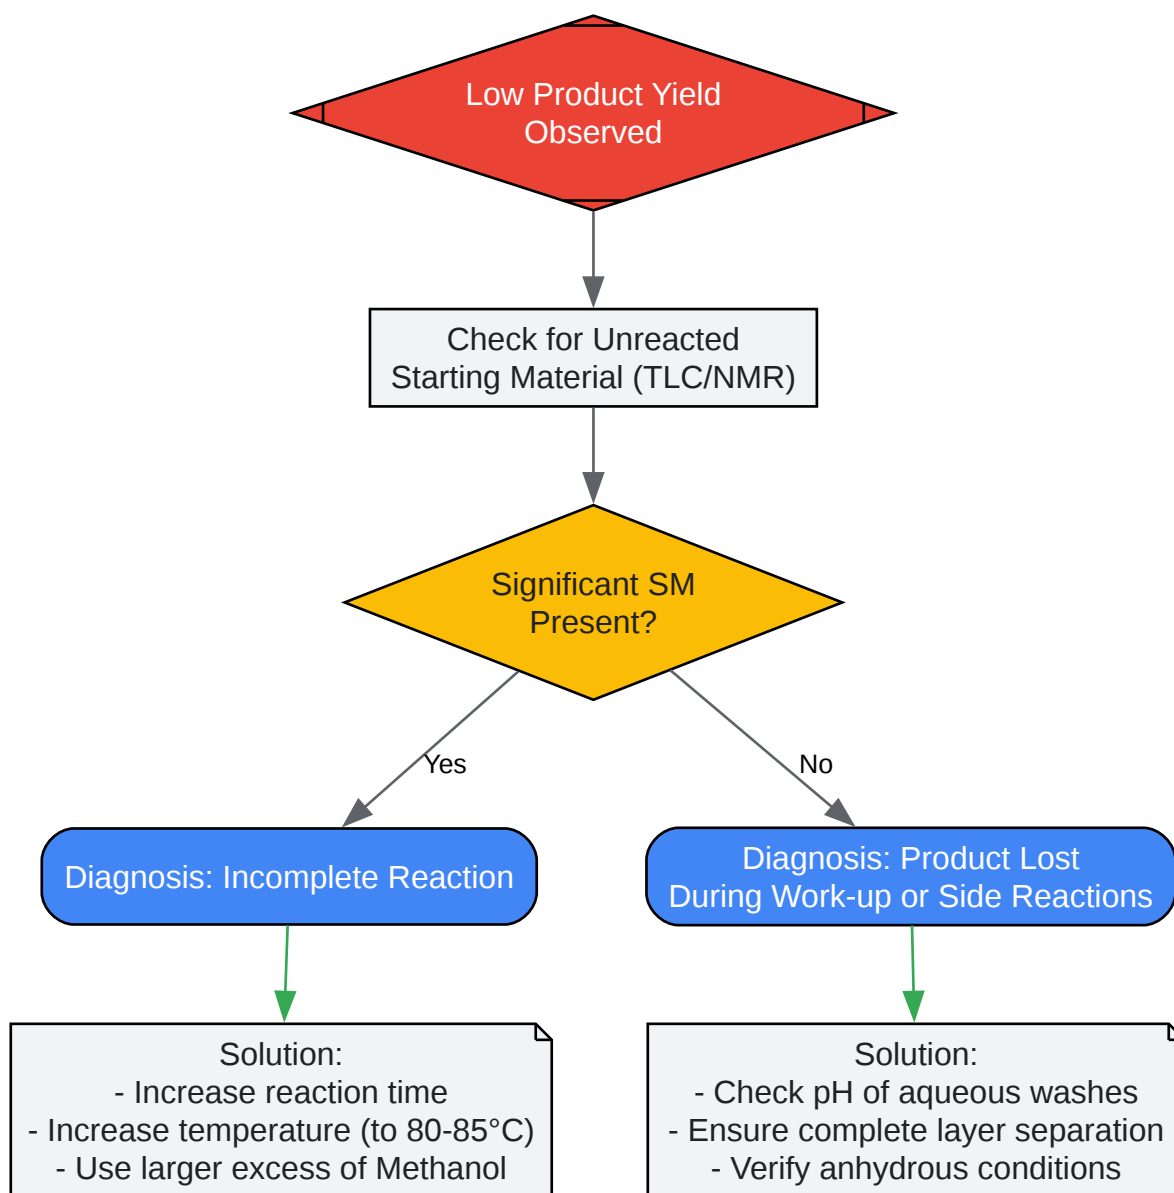 Low Product Yield
Observed
Check for Unreacted
Starting Material (TLC/NMR)
Significant SM
Present?
Yes
No
Diagnosis: Incomplete Reaction
Diagnosis: Product Lost
During Work-up or Side Reactions
Solution:
- Increase reaction time
- Increase temperature (to 80-85°C)
- Use larger excess of Methanol
Solution:
- Check pH of aqueous washes
- Ensure complete layer separation
- Verify anhydrous conditions